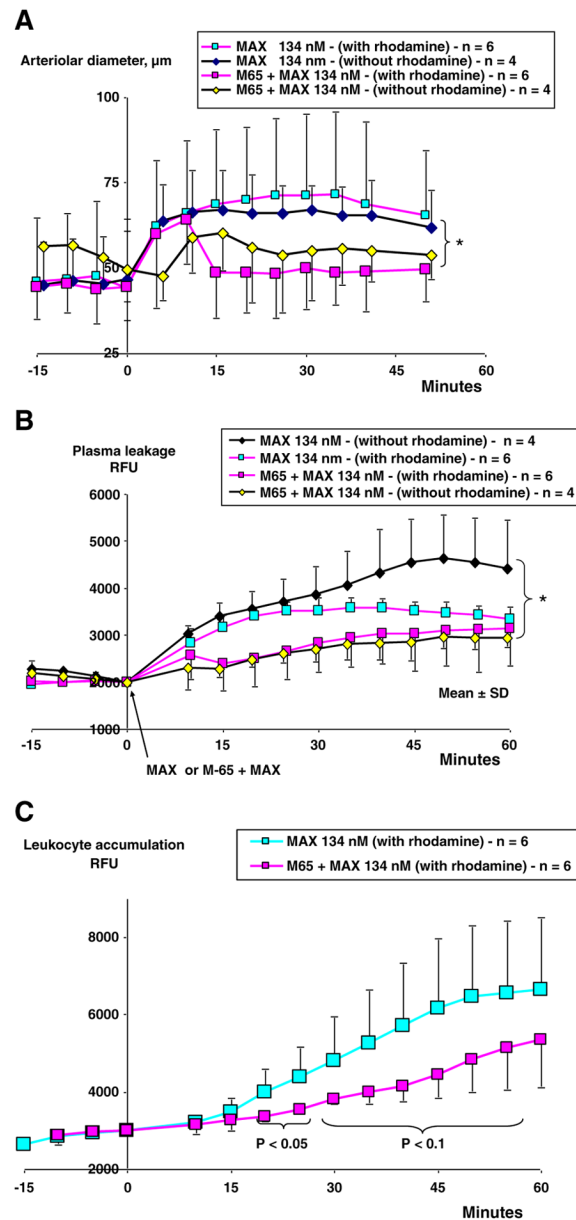 A
Arteriolar diameter, µm
MAX 134 nM - (with rhodamine) - n = 6
MAX 134 nm - (without rhodamine) - n = 4
M65 + MAX 134 nM - (with rhodamine) - n = 6
M65 + MAX 134 nM - (without rhodamine) - n = 4
100
75
50
25
*
-15
0
15
30
45
60
Minutes
B
Plasma leakage
RFU
MAX 134 nM - (without rhodamine) - n = 4
MAX 134 nm - (with rhodamine) - n = 6
M65 + MAX 134 nM - (with rhodamine) - n = 6
M65 + MAX 134 nM - (without rhodamine) - n = 4
6000
5000
4000
3000
2000
1000
*
Mean ± SD
-15
0
15
30
45
60
Minutes
MAX or M-65 + MAX
C
Leukocyte accumulation
RFU
MAX 134 nM (with rhodamine) - n = 6
M65 + MAX 134 nM (with rhodamine) - n = 6
8000
6000
4000
2000
P < 0.05
P < 0.1
-15
0
15
30
45
60
Minutes